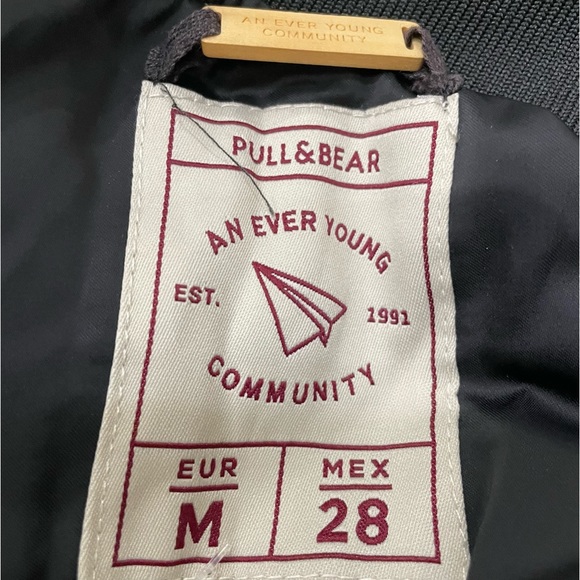 AN EVER YOUNG
COMMUNITY
PULL&BEAR
AN EVER YOUNG
EST. 1991
COMMUNITY
EUR MEX
M 28